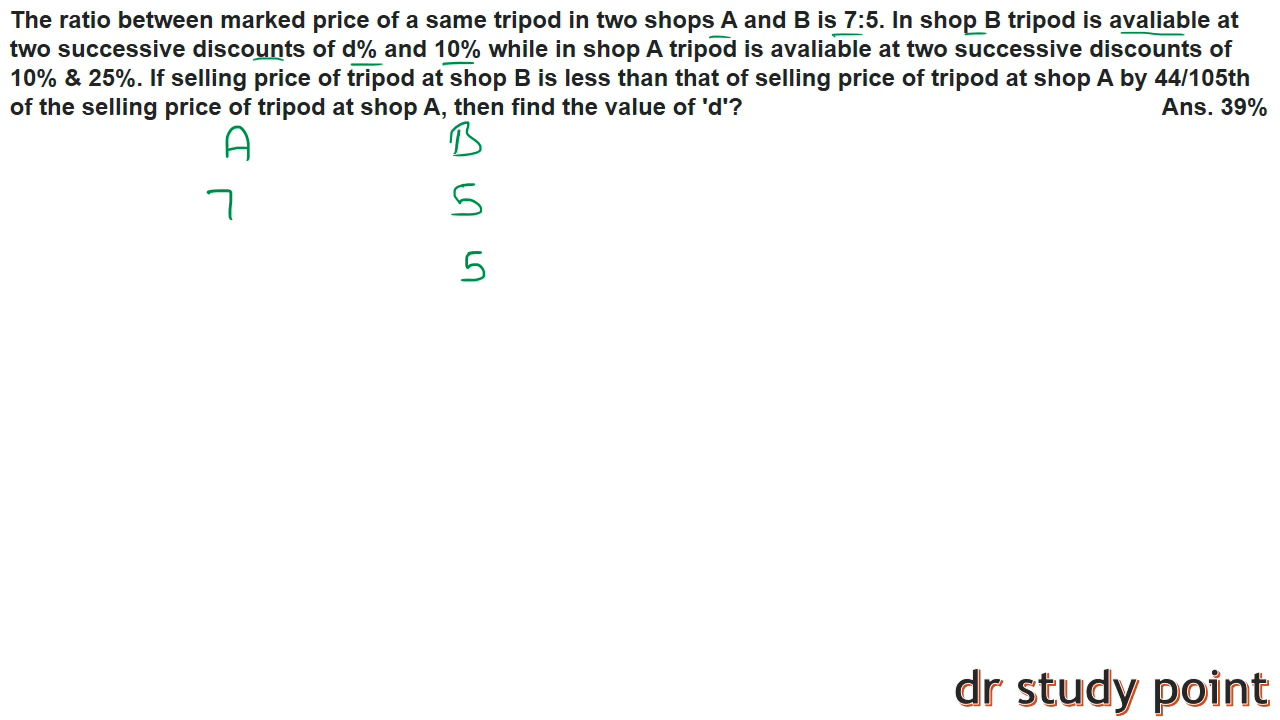 The ratio between marked price of a same tripod in two shops A and B is 7:5. In shop B tripod is avaliable at
two successive discounts of d% and 10% while in shop A tripod is avaliable at two successive discounts of
10% & 25%. If selling price of tripod at shop B is less than that of selling price of tripod at shop A by 44/105th
of the selling price of tripod at shop A, then find the value of 'd'? Ans. 39%
A B
7 5
5
dr study point